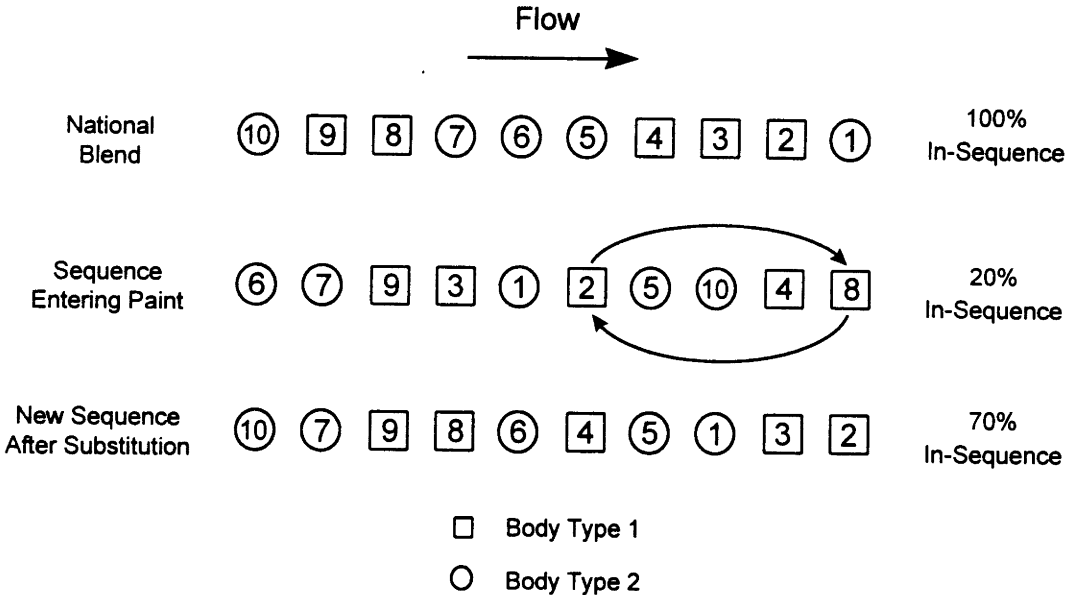 Flow
National
Blend
10 9 8 7 6 5 4 3 2 1
100%
In-Sequence
Sequence
Entering Paint
6 7 9 3 1 2 5 10 4 8
20%
In-Sequence
New Sequence
After Substitution
10 7 9 8 6 4 5 1 3 2
70%
In-Sequence
Body Type 1
Body Type 2